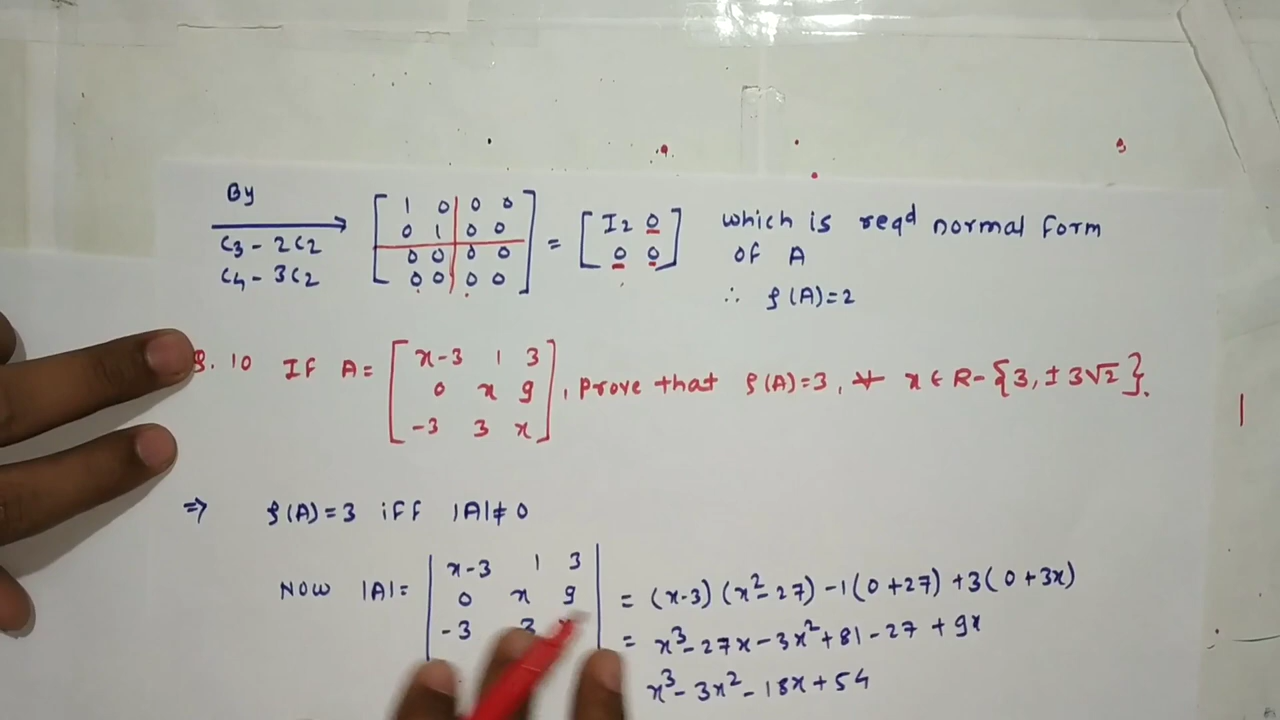 By
C3 - 2C2
C4 - 3C2
[ 1 0 0 0
0 1 0 0
0 0 0 0
0 0 0 0 ] = [ I2 0
0 0 ] which is reqd normal form
of A
∴ ρ(A)=2
Q. 10 If A= [ x-3 1 3
0 x 9
-3 3 x ], Prove that ρ(A)=3, ∀ x ∈ R- {3, ±3√2}.
⇒ ρ(A)=3 iff |A|≠0
Now |A|= | x-3 1 3
0 x 9
-3 3 | = (x-3) (x²-27) -1(0+27) +3(0+3x)
= x³-27x-3x²+81-27+9x
x³-3x²-18x+54